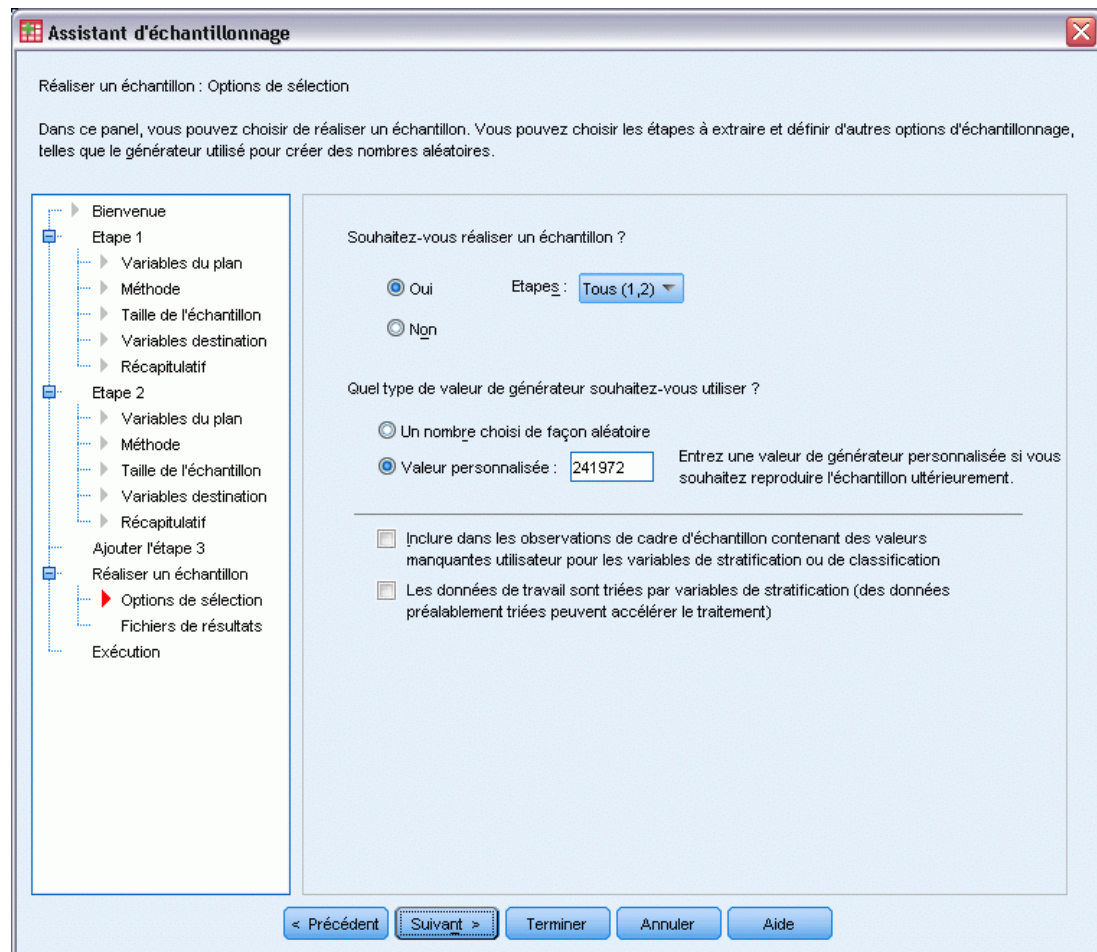 Assistant d'échantillonnage
Réaliser un échantillon : Options de sélection
Dans ce panel, vous pouvez choisir de réaliser un échantillon. Vous pouvez choisir les étapes à extraire et définir d'autres options d'échantillonnage,
telles que le générateur utilisé pour créer des nombres aléatoires.
Bienvenue
Etape 1
Variables du plan
Méthode
Taille de l'échantillon
Variables destination
Récapitulatif
Etape 2
Variables du plan
Méthode
Taille de l'échantillon
Variables destination
Récapitulatif
Ajouter l'étape 3
Réaliser un échantillon
Options de sélection
Fichiers de résultats
Exécution
Souhaitez-vous réaliser un échantillon ?
Oui Etapes : Tous (1,2)
Non
Quel type de valeur de générateur souhaitez-vous utiliser ?
Un nombre choisi de façon aléatoire
Valeur personnalisée : 241972
Entrez une valeur de générateur personnalisée si vous
souhaitez reproduire l'échantillon ultérieurement.
Inclure dans les observations de cadre d'échantillon contenant des valeurs
manquantes utilisateur pour les variables de stratification ou de classification
Les données de travail sont triées par variables de stratification (des données
préalablement triées peuvent accélérer le traitement)
< Précédent Suivant > Terminer Annuler Aide